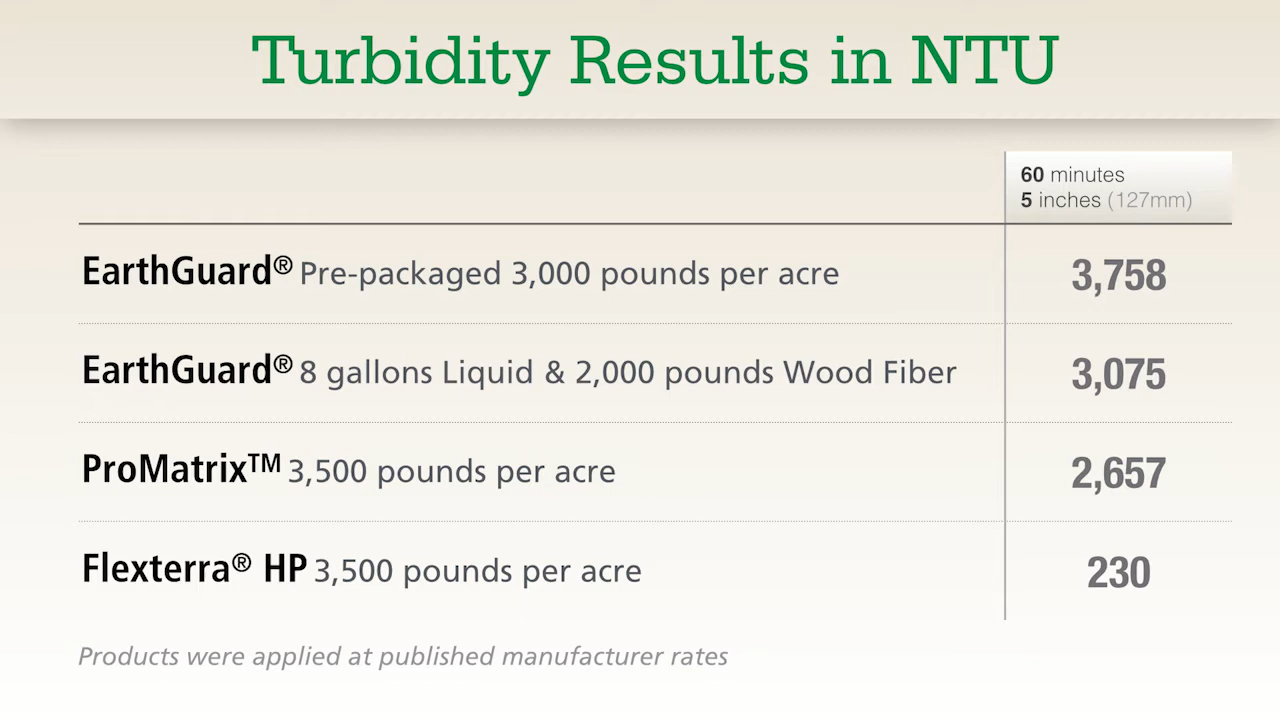 Turbidity Results in NTU
60 minutes
5 inches (127mm)
EarthGuard® Pre-packaged 3,000 pounds per acre 3,758
EarthGuard® 8 gallons Liquid & 2,000 pounds Wood Fiber 3,075
ProMatrix™ 3,500 pounds per acre 2,657
Flexterra® HP 3,500 pounds per acre 230
Products were applied at published manufacturer rates